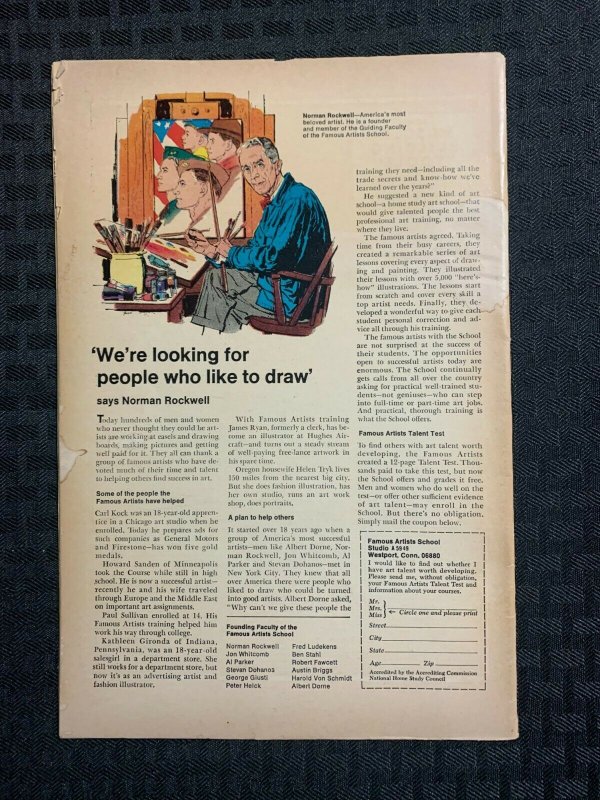 Norman Rockwell—America's most
beloved artist. He is a founder
and member of the Guiding Faculty
of the Famous Artists School.
'We're looking for
people who like to draw'
says Norman Rockwell
Today hundreds of men and women
who never thought they could be art-
ists are working at easels and drawing
boards, making pictures and getting
well paid for it. They all can thank a
group of famous artists who have de-
voted much of their time and talent
to helping others find success in art.
Some of the people the
Famous Artists have helped
Carl Kock was an 18-year-old appren-
tice in a Chicago art studio when he
enrolled. Today he prepares ads for
such companies as General Motors
and Firestone—has won five gold
medals.
Howard Sanden of Minneapolis
took the Course while still in high
school. He is now a successful artist—
recently he and his wife traveled
through Europe and the Middle East
on important art assignments.
Paul Sullivan enrolled at 14. His
Famous Artists training helped him
work his way through college.
Kathleen Gironda of Indiana,
Pennsylvania, was an 18-year-old
salesgirl in a department store. She
still works for a department store, but
now it's as an advertising artist and
fashion illustrator.
With Famous Artists training
James Ryan, formerly a clerk, has be-
come an illustrator at Hughes Air-
craft—and turns out a steady stream
of well-paying free-lance artwork in
his spare time.
Oregon housewife Helen Tryk lives
150 miles from the nearest big city.
But she does fashion illustration, has
her own studio, runs an art work
shop, does portraits.
A plan to help others
It started over 18 years ago when a
group of America's most successful
artists—men like Albert Dorne, Nor-
man Rockwell, Jon Whitcomb, Al
Parker and Stevan Dohanos—met in
New York City. They knew that all
over America there were people who
liked to draw who could be turned
into good artists. Albert Dorne asked,
"Why can't we give these people the
Founding Faculty of the
Famous Artists School
Norman Rockwell
Jon Whitcomb
Al Parker
Stevan Dohanos
George Giusti
Peter Helck
Fred Ludekens
Ben Stahl
Robert Fawcett
Austin Briggs
Harold Von Schmidt
Albert Dorne
training they need—including all the
trade secrets and know-how we've
learned over the years?"
He suggested a new kind of art
school—a home study art school—that
would give talented people the best
professional art training, no matter
where they live.
The famous artists agreed. Taking
time from their busy careers, they
created a remarkable series of art
lessons covering every aspect of draw-
ing and painting. They illustrated
their lessons with over 5,000 "here's-
how" illustrations. The lessons start
from scratch and cover every skill a
top artist needs. Finally, they de-
veloped a wonderful way to give each
student personal correction and ad-
vice all through his training.
The famous artists with the School
are not surprised at the success of
their students. The opportunities
open to successful artists today are
enormous. The School continually
gets calls from all over the country
asking for practical well-trained stu-
dents—not geniuses—who can step
into full-time or part-time art jobs.
And practical, thorough training is
what the School offers.
Famous Artists Talent Test
To find others with art talent worth
developing, the Famous Artists
created a 12-page Talent Test. Thou-
sands paid to take this test, but now
the School offers and grades it free.
Men and women who do well on the
test—or offer other sufficient evidence
of art talent—may enroll in the
School. But there's no obligation.
Simply mail the coupon below.
Famous Artists School
Studio A5949
Westport, Conn. 06880
I would like to find out whether I
have art talent worth developing.
Please send me, without obligation,
your Famous Artists Talent Test and
information about your courses.
Mr.
Mrs.
Miss
← Circle one and please print
Street
City
State
Age Zip
Accredited by the Accrediting Commission
National Home Study Council